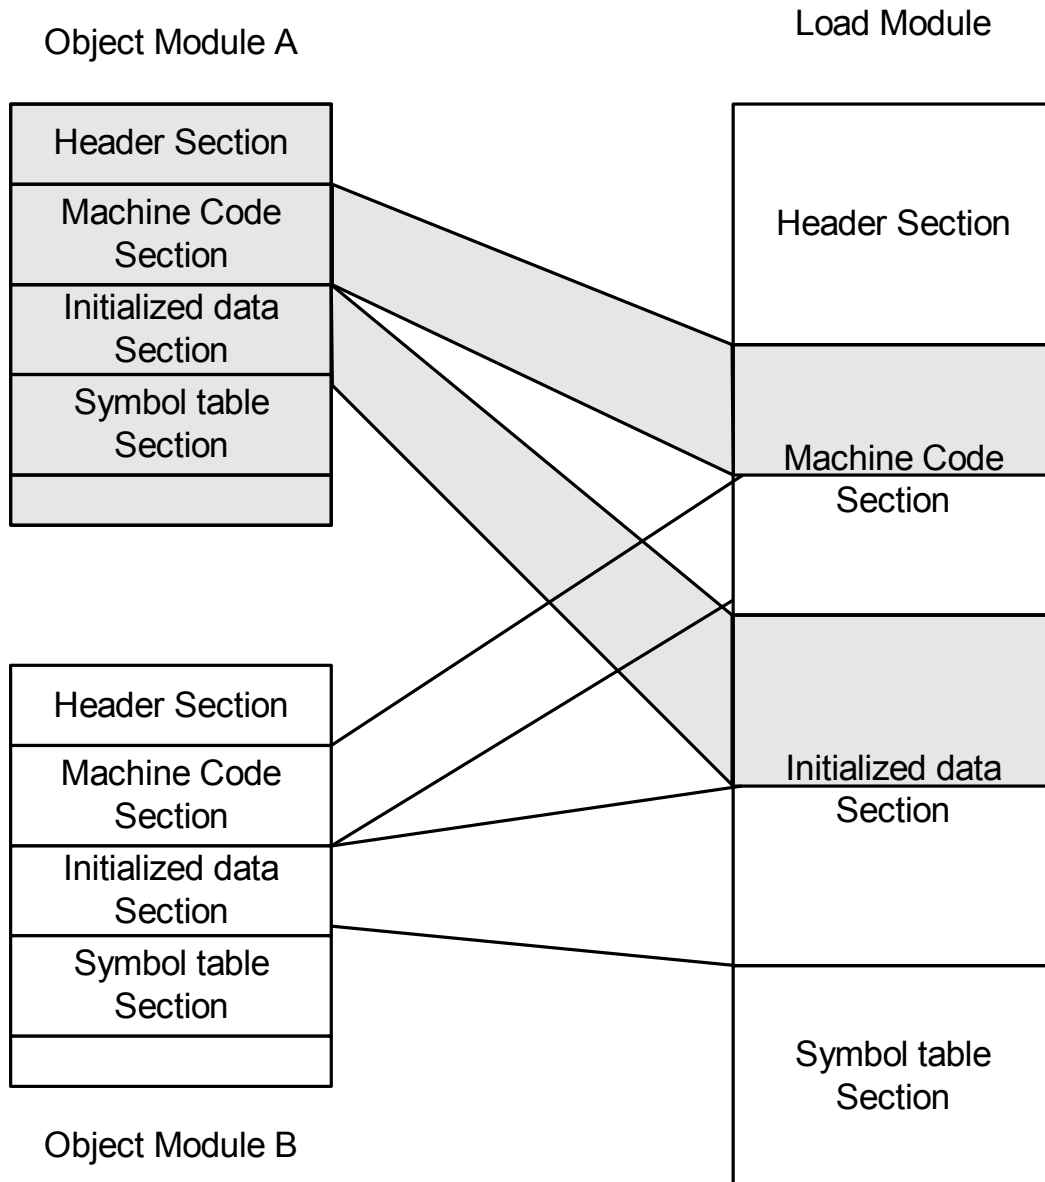 Object Module A
Header Section
Machine Code
Section
Initialized data
Section
Symbol table
Section
Header Section
Machine Code
Section
Initialized data
Section
Symbol table
Section
Object Module B
Load Module
Header Section
Machine Code
Section
Initialized data
Section
Symbol table
Section